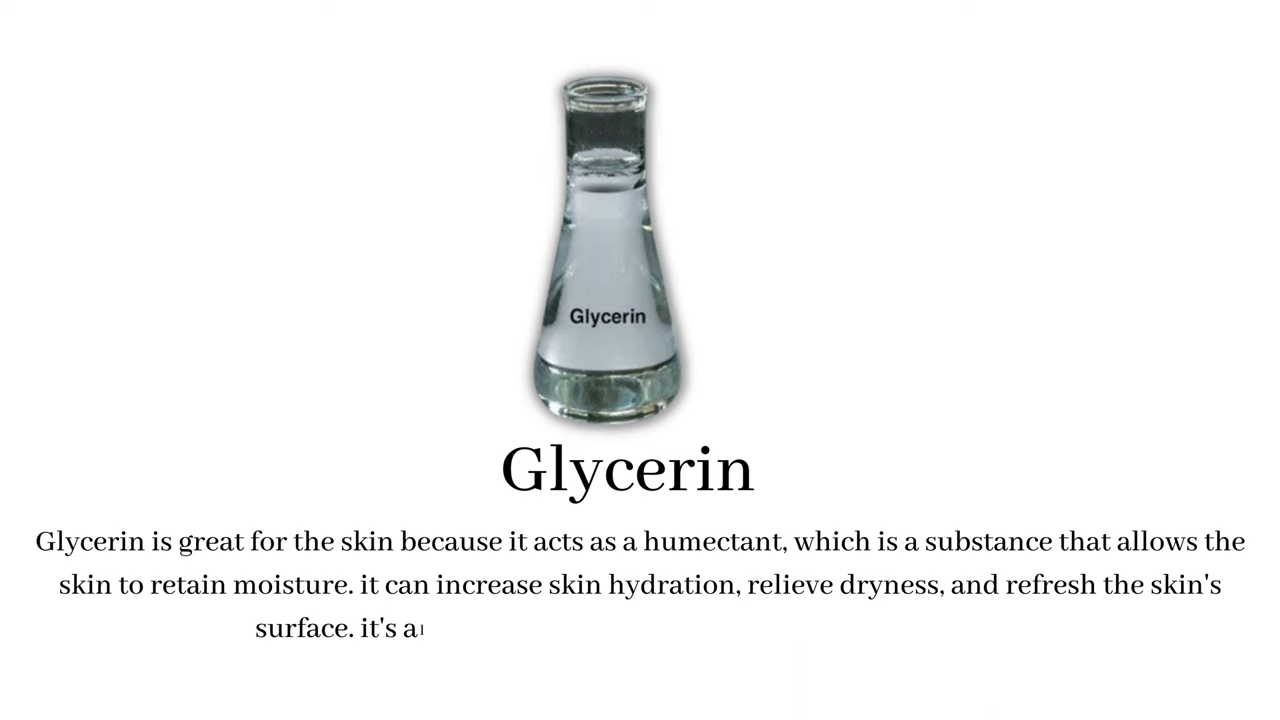 Glycerin
Glycerin
Glycerin is great for the skin because it acts as a humectant, which is a substance that allows the
skin to retain moisture. it can increase skin hydration, relieve dryness, and refresh the skin's
surface. it's al